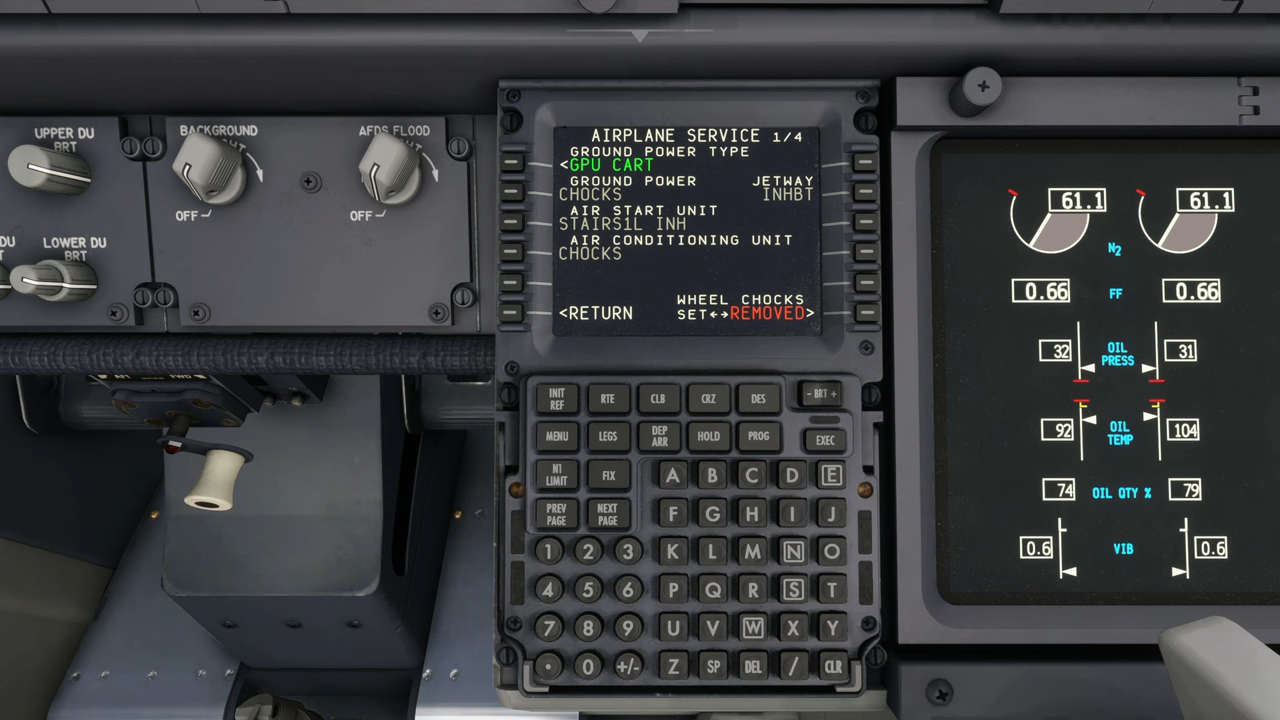 UPPER DU
BRT
BACKGROUND
AFDS FLOOD
OFF
OFF
LOWER DU
BRT
AIRPLANE SERVICE 1/4
GROUND POWER TYPE
<GPU CART
GROUND POWER JETWAY
CHOCKS INHBT
AIR START UNIT
STAIRS1L INH
AIR CONDITIONING UNIT
CHOCKS
WHEEL CHOCKS
<RETURN SET↔REMOVED>
INIT REF
RTE
CLB
CRZ
DES
- BRT +
MENU
LEGS
DEP ARR
HOLD
PROG
EXEC
N1 LIMIT
FIX
A B C D E
PREV PAGE
NEXT PAGE
F G H I J
1 2 3 K L M N O
4 5 6 P Q R S T
7 8 9 U V W X Y
. 0 +/- Z SP DEL / CLR
61.1 61.1
N2
0.66 FF 0.66
32 OIL PRESS 31
92 OIL TEMP 104
74 OIL QTY % 79
0.6 VIB 0.6